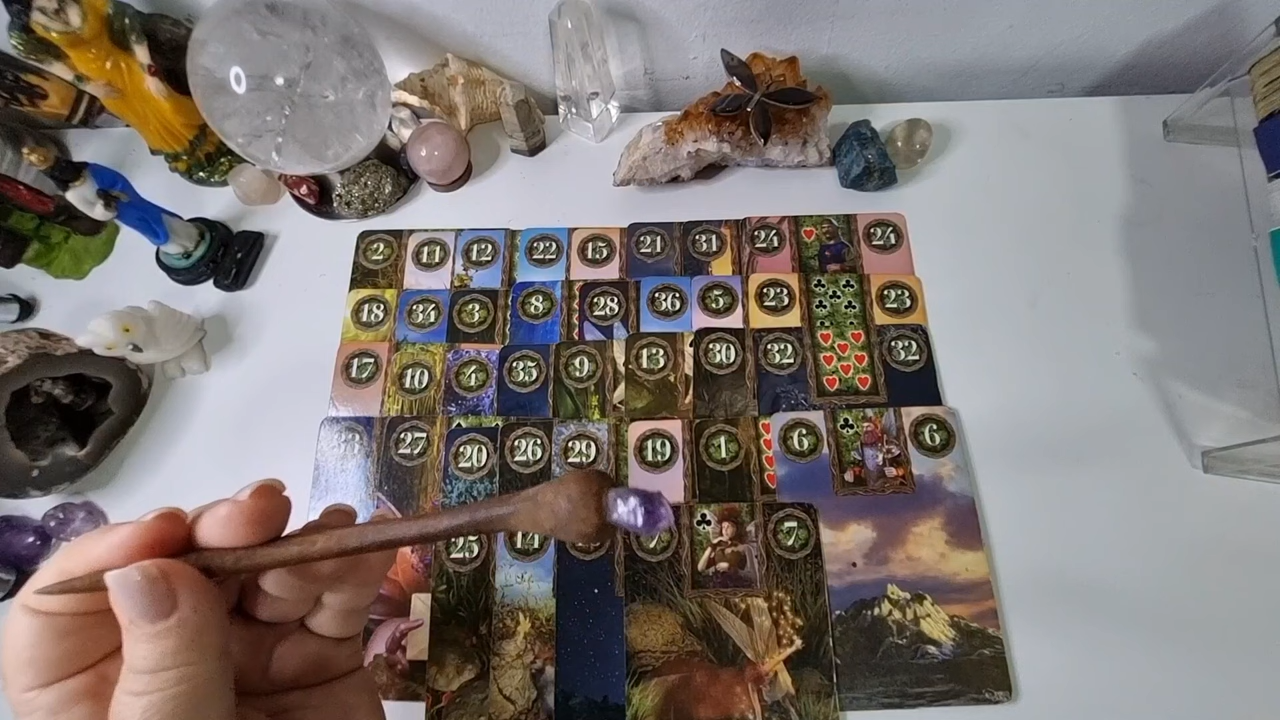 2 11 12 22 15 21 31 24 24
18 34 3 8 28 36 5 23 23
17 10 4 35 9 13 30 32 32
27 20 26 29 19 1 6 6
25 14 7 7